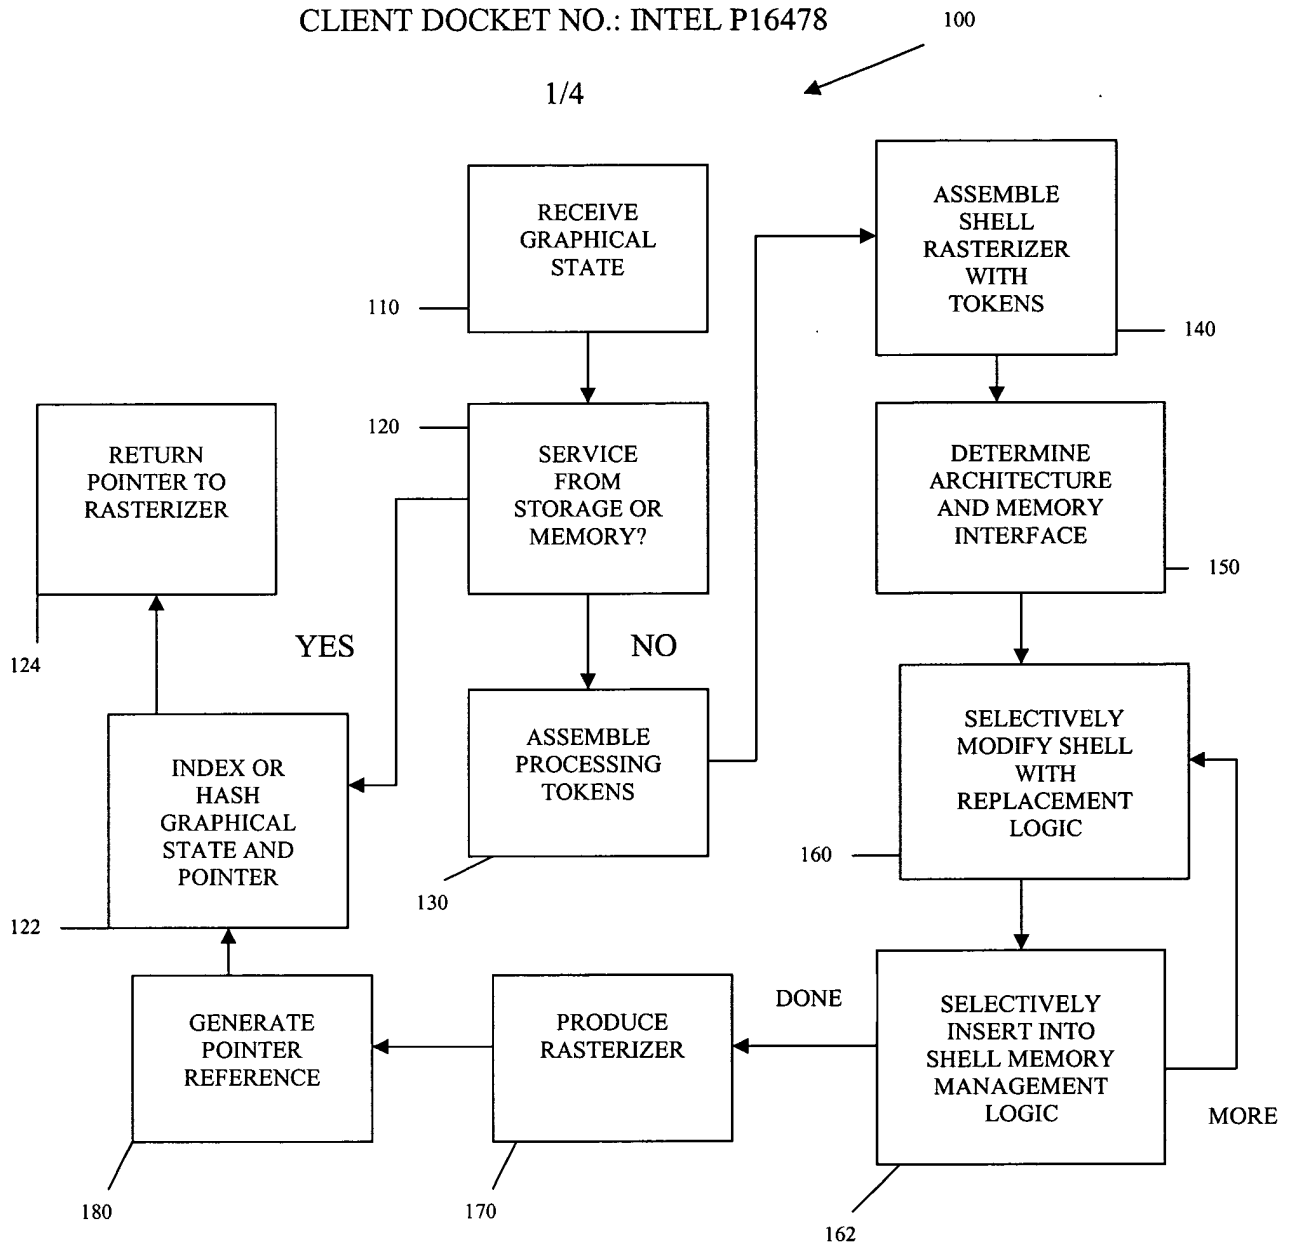 CLIENT DOCKET NO.: INTEL P16478
100
1/4
RECEIVE
GRAPHICAL
STATE
110
ASSEMBLE
SHELL
RASTERIZER
WITH
TOKENS
140
120
SERVICE
FROM
STORAGE OR
MEMORY?
RETURN
POINTER TO
RASTERIZER
124
YES
NO
DETERMINE
ARCHITECTURE
AND MEMORY
INTERFACE
150
ASSEMBLE
PROCESSING
TOKENS
130
INDEX OR
HASH
GRAPHICAL
STATE AND
POINTER
122
SELECTIVELY
MODIFY SHELL
WITH
REPLACEMENT
LOGIC
160
GENERATE
POINTER
REFERENCE
180
PRODUCE
RASTERIZER
170
DONE
SELECTIVELY
INSERT INTO
SHELL MEMORY
MANAGEMENT
LOGIC
162
MORE